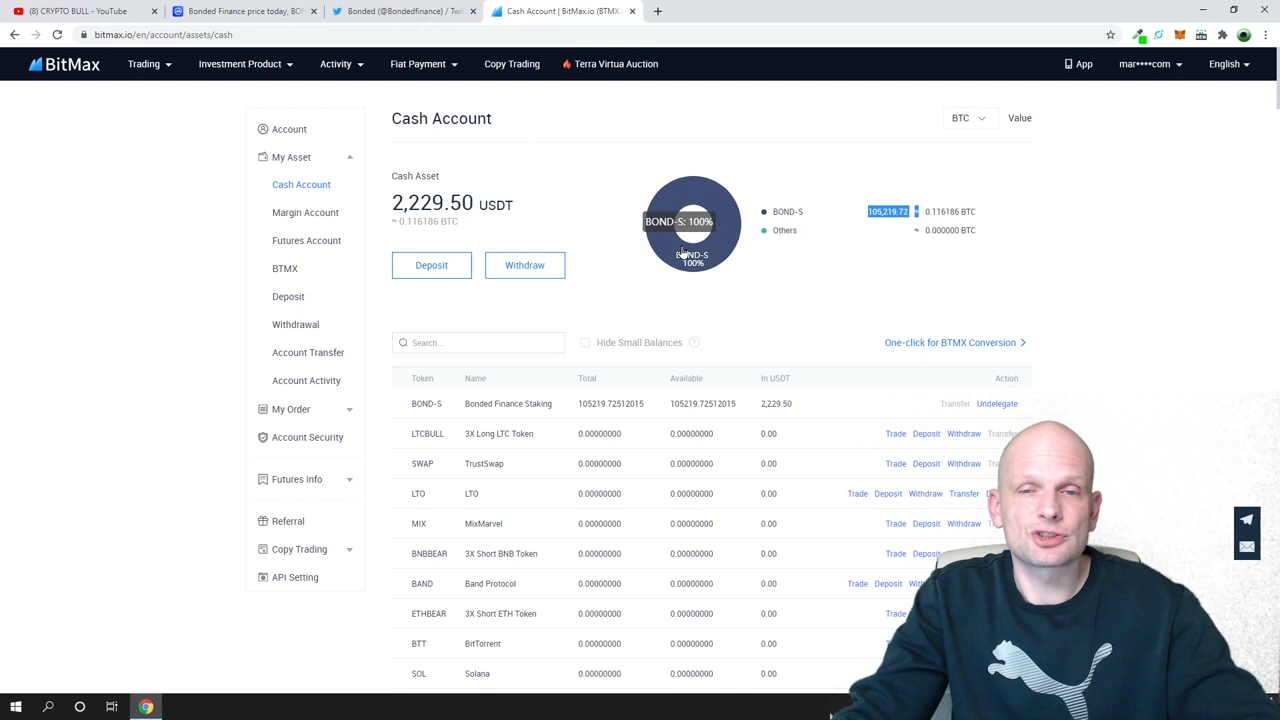 (8) CRYPTO BULL - YouTube
Bonded Finance price today, BON
Bonded (@Bondedfinance) / Twit
Cash Account | BitMax.io (BTMX
bitmax.io/en/account/assets/cash
BitMax
Trading
Investment Product
Activity
Fiat Payment
Copy Trading
Terra Virtua Auction
App
mar****com
English
Account
My Asset
Cash Account
Margin Account
Futures Account
BTMX
Deposit
Withdrawal
Account Transfer
Account Activity
My Order
Account Security
Futures Info
Referral
Copy Trading
API Setting
Cash Account
BTC
Value
Cash Asset
2,229.50 USDT
≈ 0.116186 BTC
Deposit
Withdraw
BOND-S: 100%
BOND-S
100%
BOND-S 105,219.72 ≈ 0.116186 BTC
Others ≈ 0.000000 BTC
Search...
Hide Small Balances ?
One-click for BTMX Conversion
Token Name Total Available In USDT Action
BOND-S Bonded Finance Staking 105219.72512015 105219.72512015 2,229.50 Transfer Undelegate
LTCBULL 3X Long LTC Token 0.00000000 0.00000000 0.00 Trade Deposit Withdraw Transfer
SWAP TrustSwap 0.00000000 0.00000000 0.00 Trade Deposit Withdraw
LTO LTO 0.00000000 0.00000000 0.00 Trade Deposit Withdraw Transfer
MIX MixMarvel 0.00000000 0.00000000 0.00 Trade Deposit Withdraw
BNBBEAR 3X Short BNB Token 0.00000000 0.00000000 0.00 Trade Deposit
BAND Band Protocol 0.00000000 0.00000000 0.00 Trade Deposit
ETHBEAR 3X Short ETH Token 0.00000000 0.00000000 0.00 Trade
BTT BitTorrent 0.00000000 0.00000000 0.00
SOL Solana 0.00000000 0.00000000 0.00